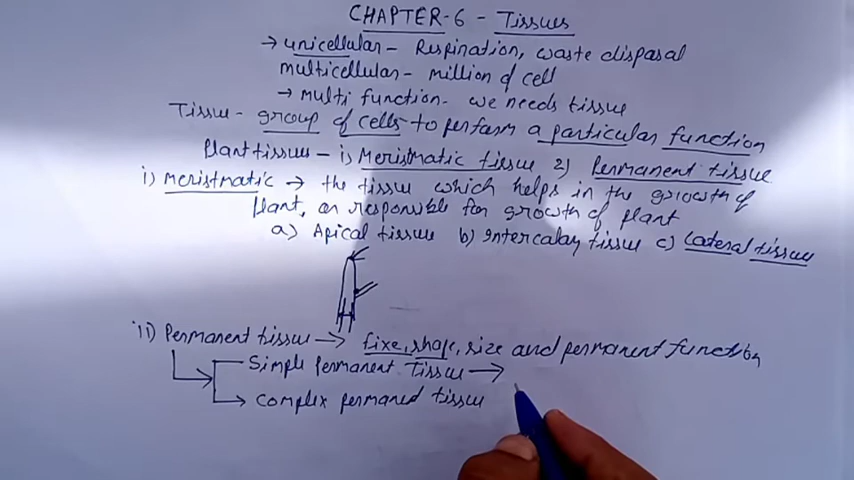 CHAPTER-6 - Tissues
→ unicellular - Respiration, waste disposal
multicellular - million of cell
→ multi function - we needs tissue
Tissue - group of cells to perform a particular function
Plant tissue - i) Meristmatic tissue 2) Permanent tissue
i) meristmatic → the tissue which helps in the growth of
plant, or responsible for growth of plant
a) Apical tissue b) Intercalay tissue c) Lateral tissue
ii) Permanent tissue → fixe, shape, size and permanent function
Simple permanent Tissue →
Complex permaned tissue